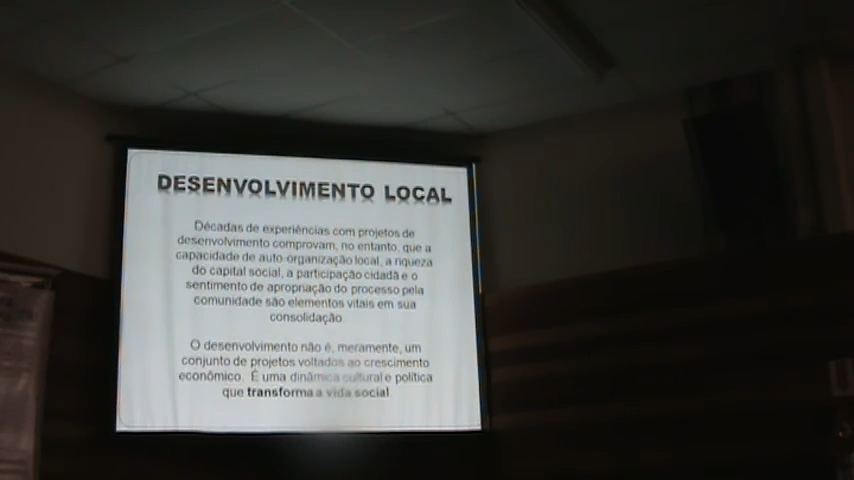 DESENVOLVIMENTO LOCAL
Décadas de experiências com projetos de
desenvolvimento comprovam, no entanto, que a
capacidade de auto-organização local, a riqueza
do capital social, a participação cidadã e o
sentimento de apropriação do processo pela
comunidade são elementos vitais em sua
consolidação.
O desenvolvimento não é, meramente, um
conjunto de projetos voltados ao crescimento
econômico. É uma dinâmica cultural e política
que transforma a vida social